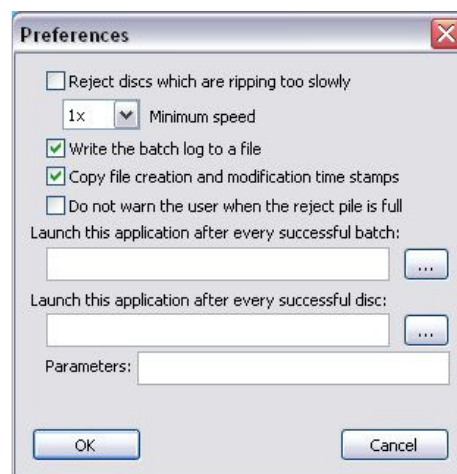 Preferences
Reject discs which are ripping too slowly
1x Minimum speed
Write the batch log to a file
Copy file creation and modification time stamps
Do not warn the user when the reject pile is full
Launch this application after every successful batch:
...
Launch this application after every successful disc:
...
Parameters:
OK Cancel